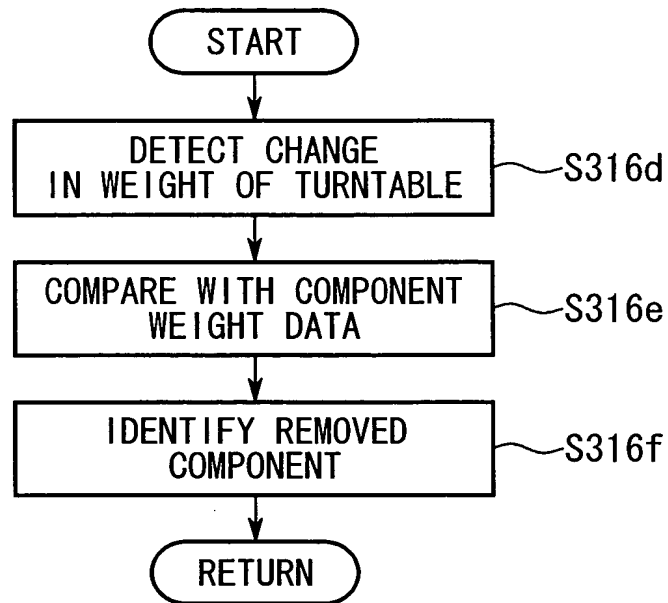 START
DETECT CHANGE
IN WEIGHT OF TURNTABLE
S316d
COMPARE WITH COMPONENT
WEIGHT DATA
S316e
IDENTIFY REMOVED
COMPONENT
S316f
RETURN